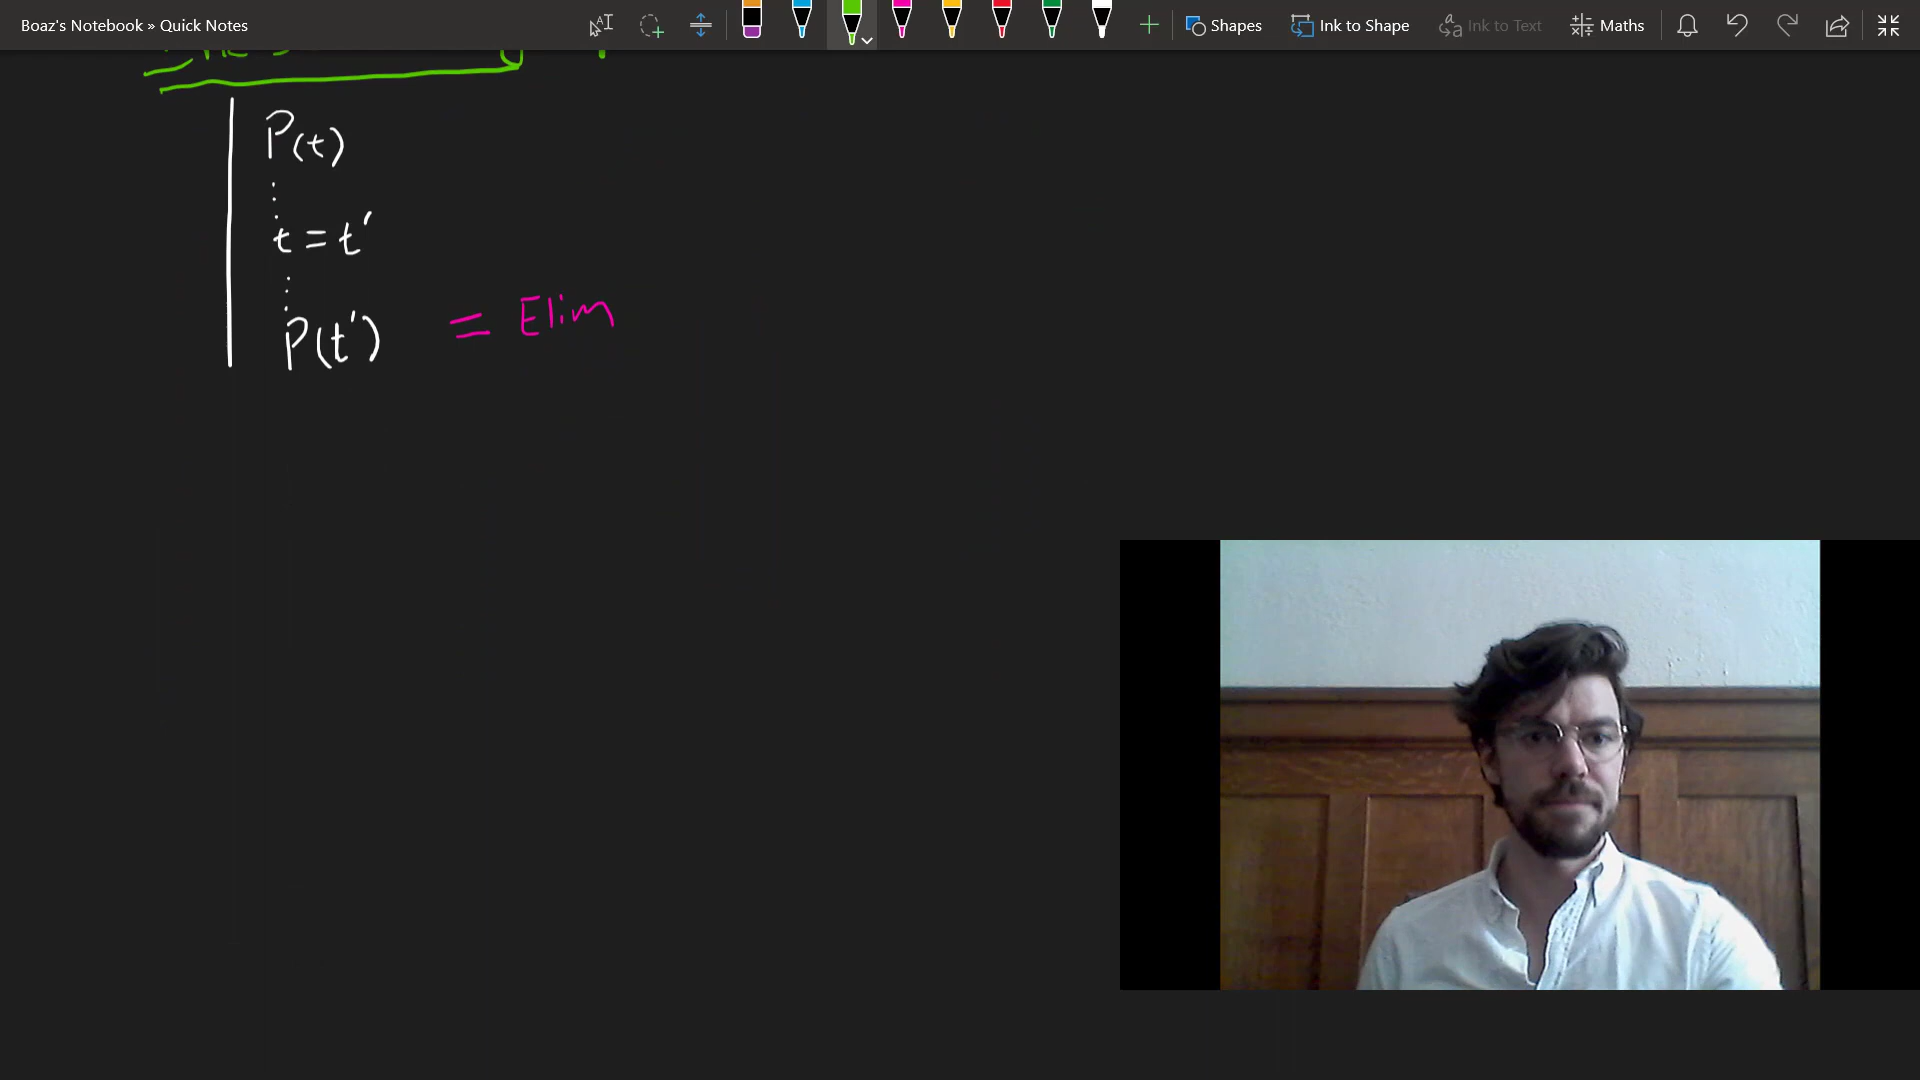 Boaz's Notebook » Quick Notes
Shapes
Ink to Shape
Ink to Text
Maths
P(t)
t = t'
P(t') = Elim